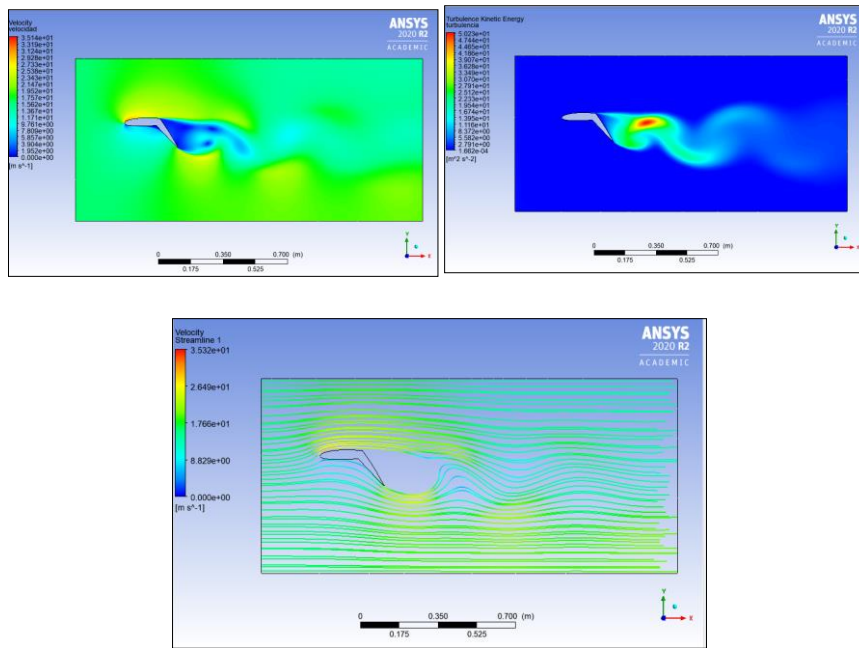 Velocity
velocidad
3.514e+01
3.319e+01
3.124e+01
2.928e+01
2.733e+01
2.538e+01
2.343e+01
2.147e+01
1.952e+01
1.757e+01
1.562e+01
1.367e+01
1.171e+01
9.761e+00
7.809e+00
5.857e+00
3.904e+00
1.952e+00
0.000e+00
[m s^-1]
ANSYS
2020 R2
ACADEMIC
0 0.350 0.700 (m)
0.175 0.525
Y
X
Turbulence Kinetic Energy
turbulencia
5.023e+01
4.744e+01
4.465e+01
4.186e+01
3.907e+01
3.628e+01
3.349e+01
3.070e+01
2.791e+01
2.512e+01
2.233e+01
1.954e+01
1.674e+01
1.395e+01
1.116e+01
8.372e+00
5.582e+00
2.791e+00
1.662e-04
[m^2 s^-2]
ANSYS
2020 R2
ACADEMIC
0 0.350 0.700 (m)
0.175 0.525
Y
X
Velocity
Streamline 1
3.532e+01
2.649e+01
1.766e+01
8.829e+00
0.000e+00
[m s^-1]
ANSYS
2020 R2
ACADEMIC
0 0.350 0.700 (m)
0.175 0.525
Y
X